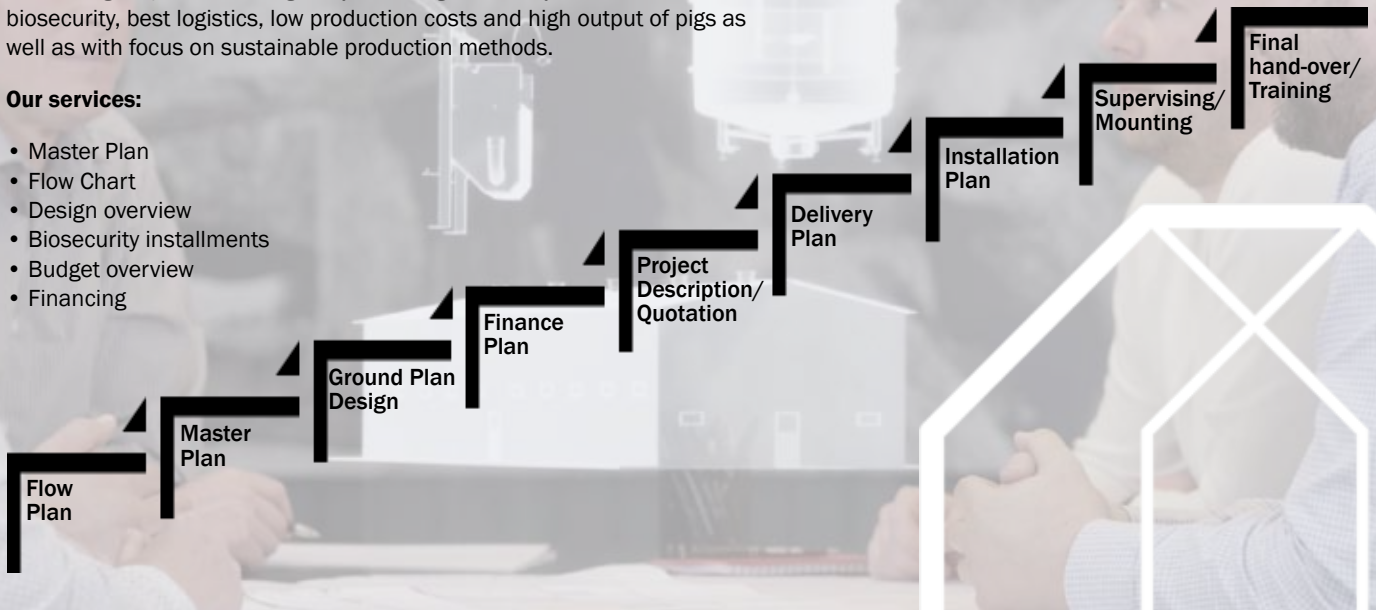 biosecurity, best logistics, low production costs and high output of pigs as
well as with focus on sustainable production methods.
Our services:
• Master Plan
• Flow Chart
• Design overview
• Biosecurity installments
• Budget overview
• Financing
Flow
Plan
Master
Plan
Ground Plan
Design
Finance
Plan
Project
Description/
Quotation
Delivery
Plan
Installation
Plan
Supervising/
Mounting
Final
hand-over/
Training